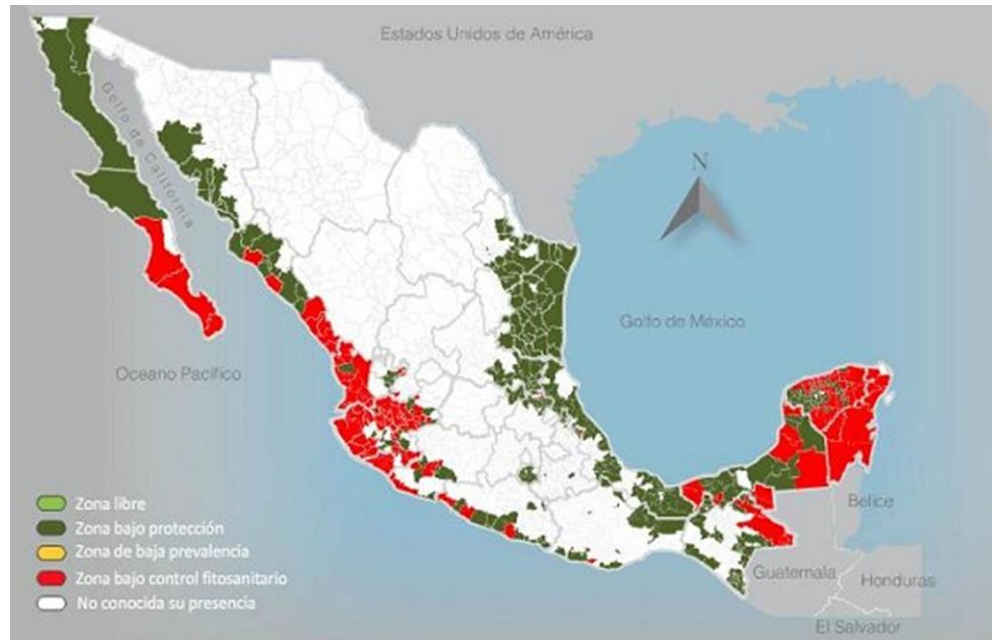 Estados Unidos de América
Golfo de California
N
Golfo de México
Oceano Pacífico
Zona libre
Zona bajo protección
Zona de baja prevalencia
Zona bajo control fitosanitario
No conocida su presencia
Belice
Guatemala
Honduras
El Salvador